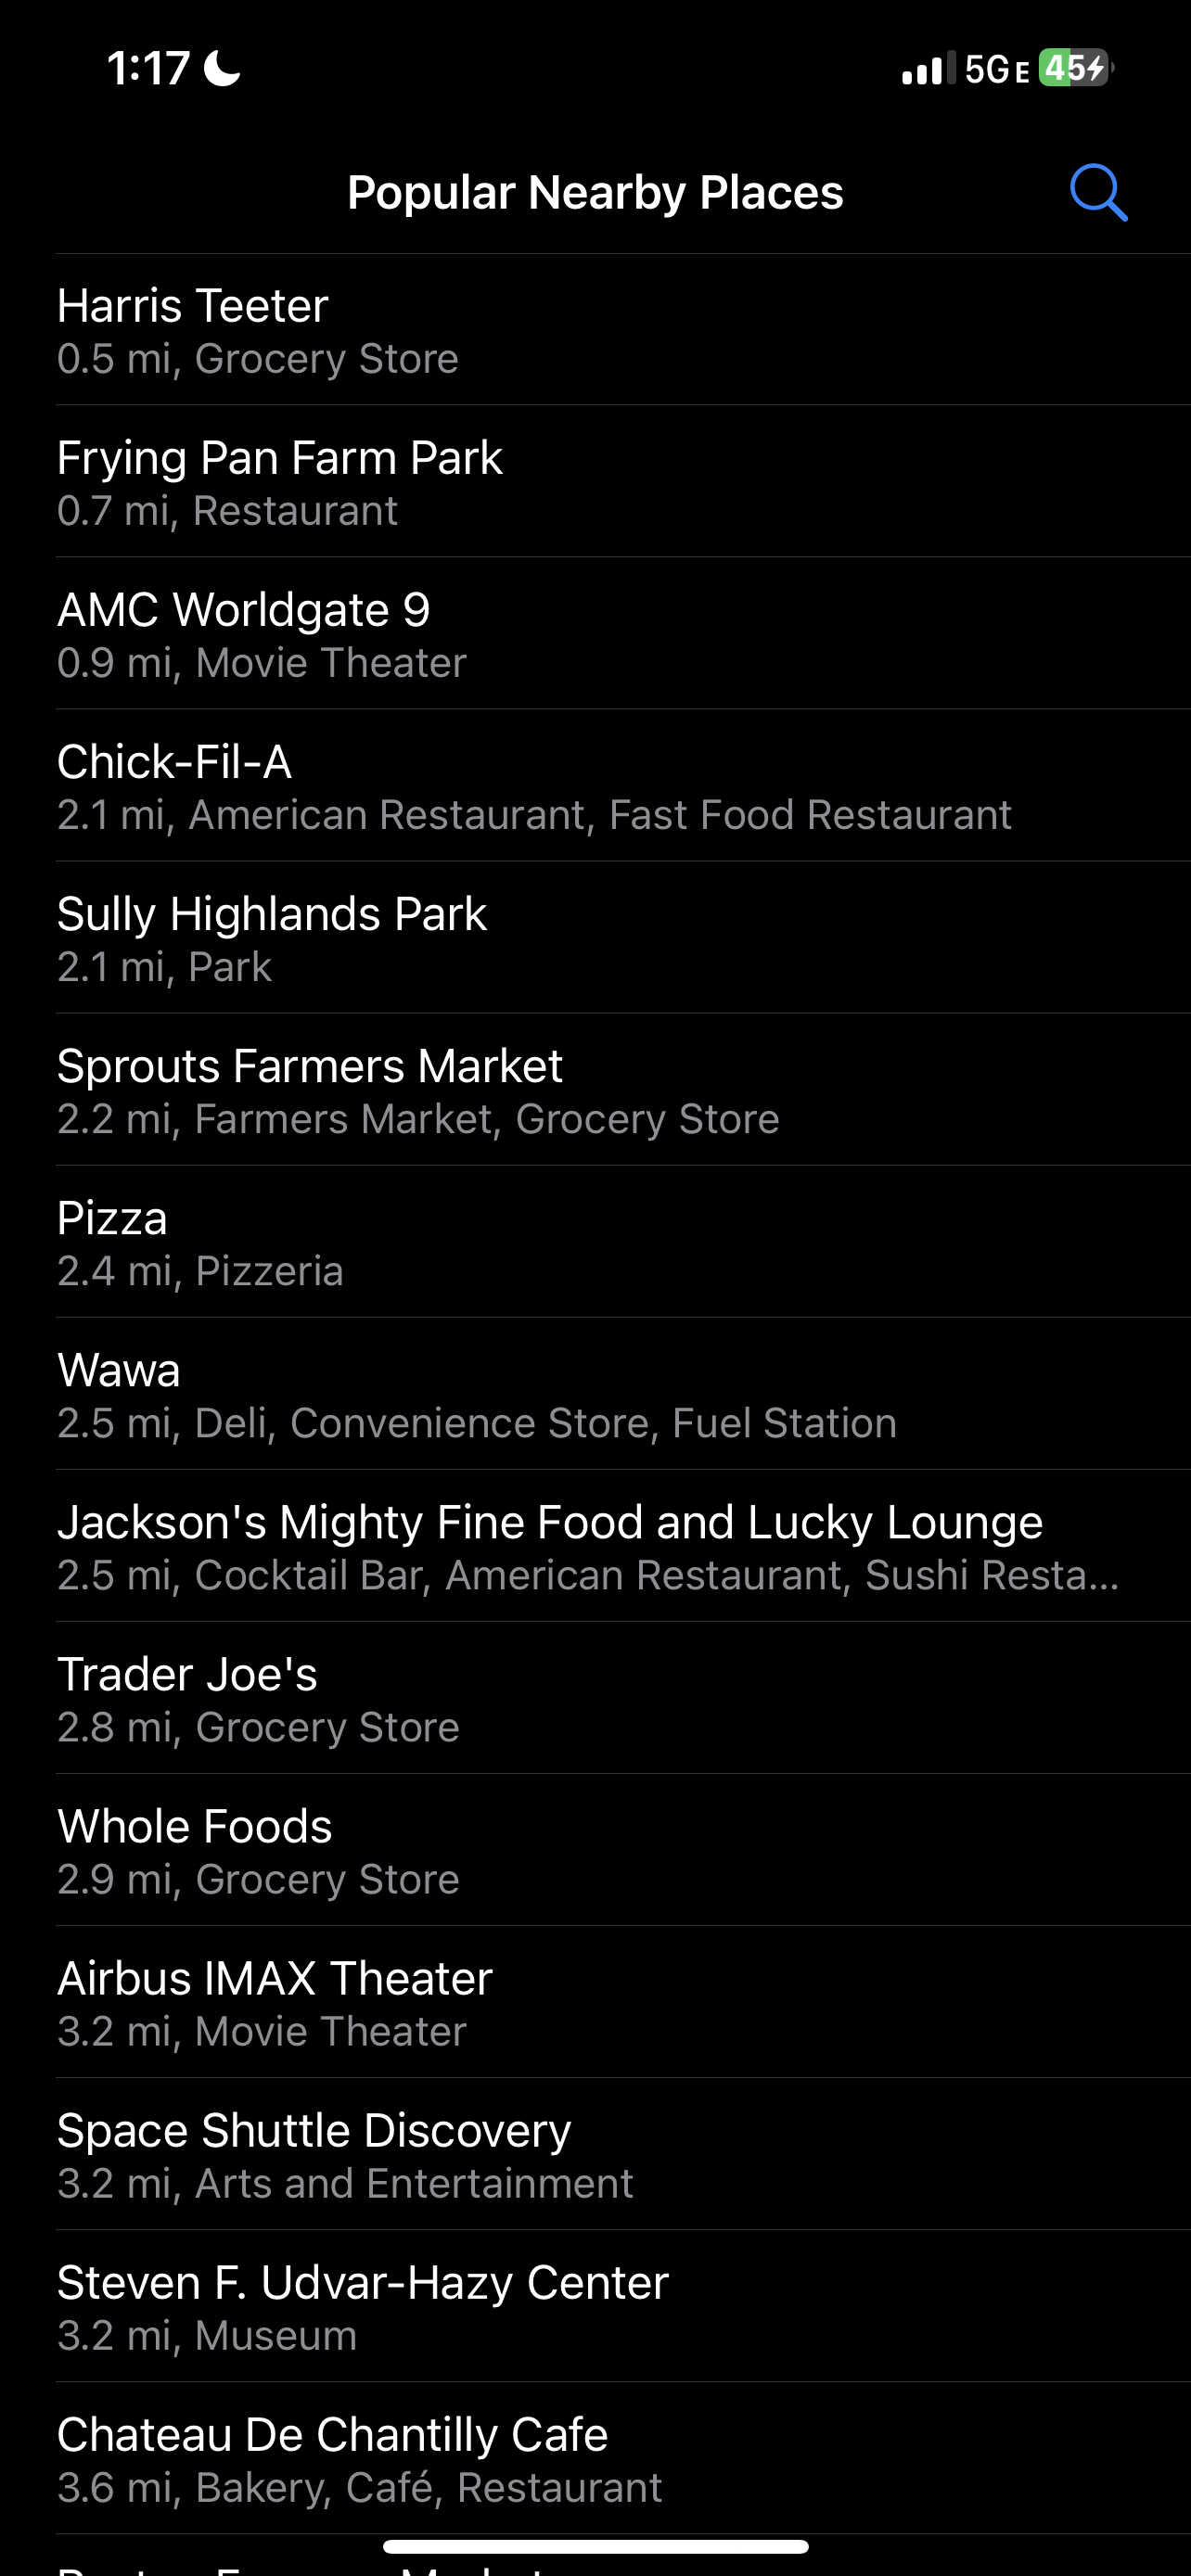 1:17
5G E 45
Popular Nearby Places
Harris Teeter
0.5 mi, Grocery Store
Frying Pan Farm Park
0.7 mi, Restaurant
AMC Worldgate 9
0.9 mi, Movie Theater
Chick-Fil-A
2.1 mi, American Restaurant, Fast Food Restaurant
Sully Highlands Park
2.1 mi, Park
Sprouts Farmers Market
2.2 mi, Farmers Market, Grocery Store
Pizza
2.4 mi, Pizzeria
Wawa
2.5 mi, Deli, Convenience Store, Fuel Station
Jackson's Mighty Fine Food and Lucky Lounge
2.5 mi, Cocktail Bar, American Restaurant, Sushi Resta...
Trader Joe's
2.8 mi, Grocery Store
Whole Foods
2.9 mi, Grocery Store
Airbus IMAX Theater
3.2 mi, Movie Theater
Space Shuttle Discovery
3.2 mi, Arts and Entertainment
Steven F. Udvar-Hazy Center
3.2 mi, Museum
Chateau De Chantilly Cafe
3.6 mi, Bakery, Café, Restaurant